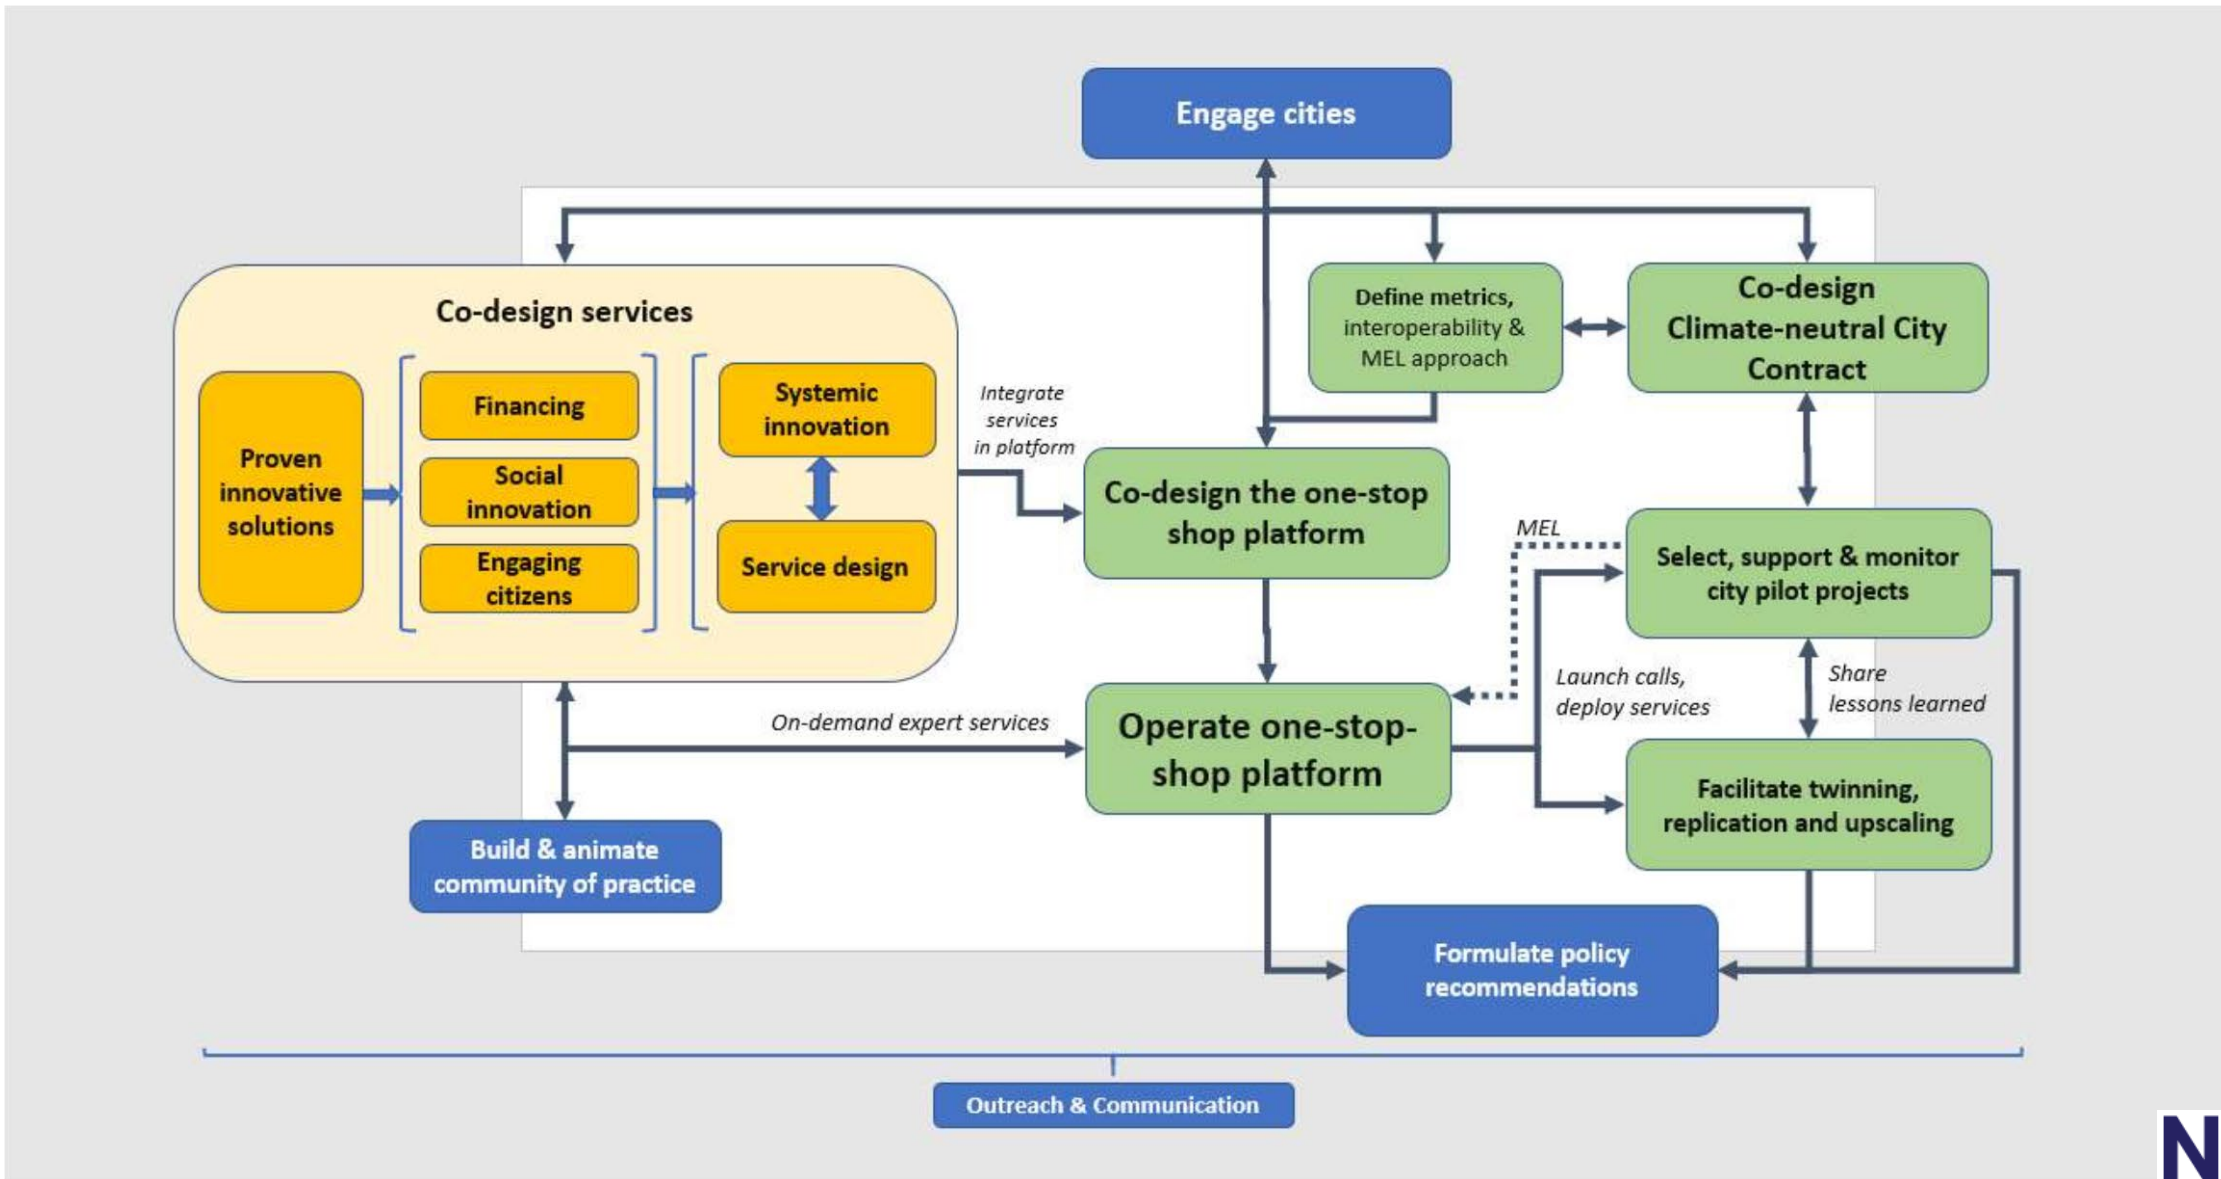 Engage cities
Co-design services
Proven
innovative
solutions
Financing
Social
innovation
Engaging
citizens
Systemic
innovation
Service design
Integrate
services
in platform
Define metrics,
interoperability &
MEL approach
Co-design
Climate-neutral City
Contract
Co-design the one-stop
shop platform
MEL
Select, support & monitor
city pilot projects
Launch calls,
deploy services
Share
lessons learned
On-demand expert services
Operate one-stop-
shop platform
Facilitate twinning,
replication and upscaling
Build & animate
community of practice
Formulate policy
recommendations
Outreach & Communication
N